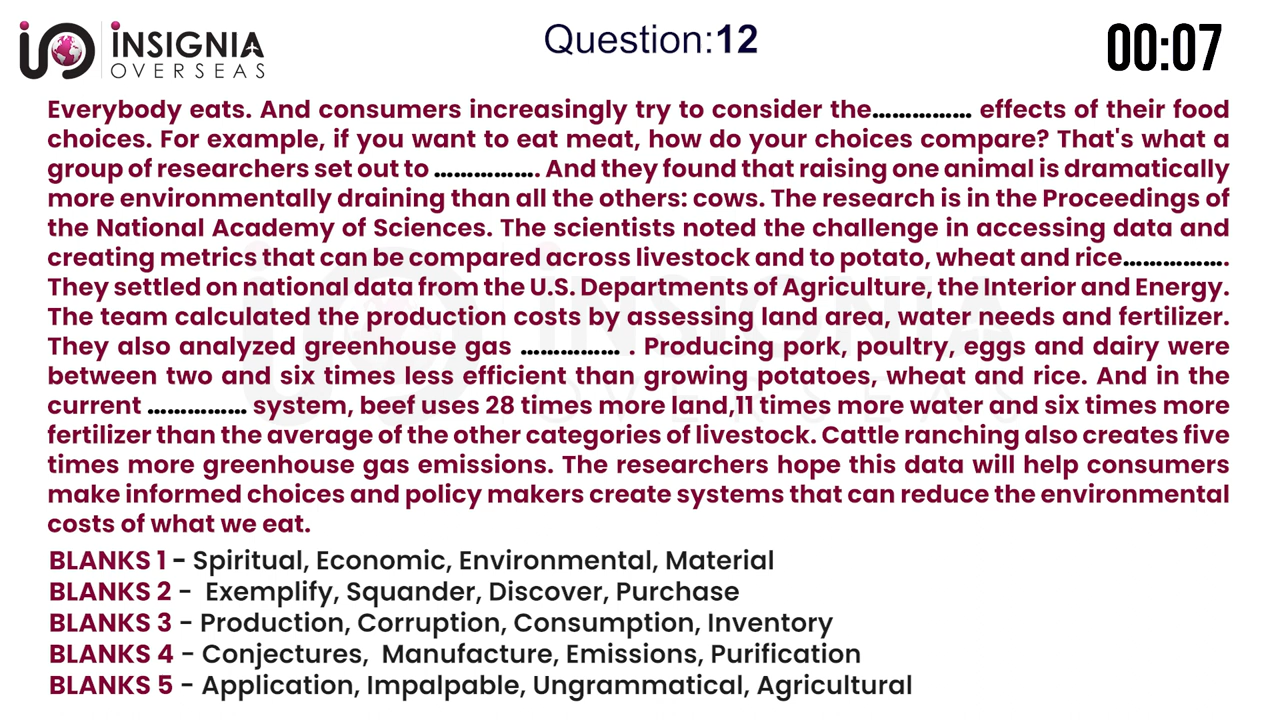 iNSIGNIA
OVERSEAS
Question:12
00:07
Everybody eats. And consumers increasingly try to consider the............... effects of their food
choices. For example, if you want to eat meat, how do your choices compare? That's what a
group of researchers set out to ................ And they found that raising one animal is dramatically
more environmentally draining than all the others: cows. The research is in the Proceedings of
the National Academy of Sciences. The scientists noted the challenge in accessing data and
creating metrics that can be compared across livestock and to potato, wheat and rice................
They settled on national data from the U.S. Departments of Agriculture, the Interior and Energy.
The team calculated the production costs by assessing land area, water needs and fertilizer.
They also analyzed greenhouse gas ............... . Producing pork, poultry, eggs and dairy were
between two and six times less efficient than growing potatoes, wheat and rice. And in the
current ............... system, beef uses 28 times more land,11 times more water and six times more
fertilizer than the average of the other categories of livestock. Cattle ranching also creates five
times more greenhouse gas emissions. The researchers hope this data will help consumers
make informed choices and policy makers create systems that can reduce the environmental
costs of what we eat.
BLANKS 1 - Spiritual, Economic, Environmental, Material
BLANKS 2 - Exemplify, Squander, Discover, Purchase
BLANKS 3 - Production, Corruption, Consumption, Inventory
BLANKS 4 - Conjectures, Manufacture, Emissions, Purification
BLANKS 5 - Application, Impalpable, Ungrammatical, Agricultural